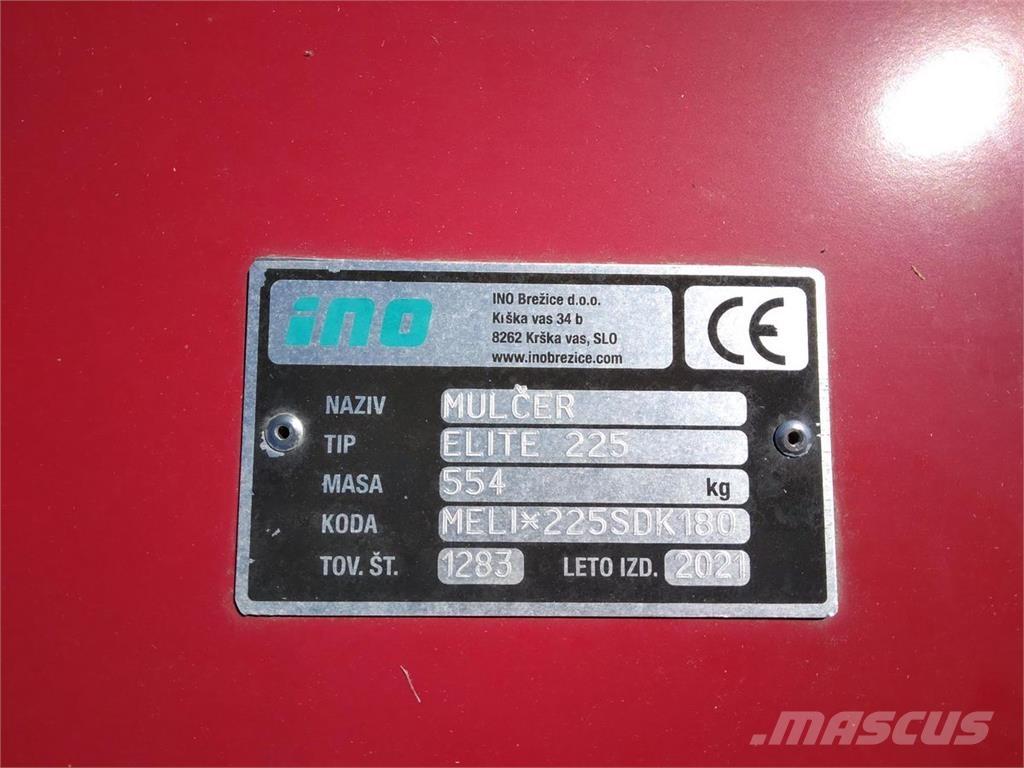 ino
INO Brežice d.o.o.
Krška vas 34 b
8262 Krška vas, SLO
www.inobrezice.com
CE
NAZIV MULČER
TIP ELITE 225
MASA 554 kg
KODA MELI*225SDK180
TOV. ŠT. 1283 LETO IZD. 2021
MASCUS